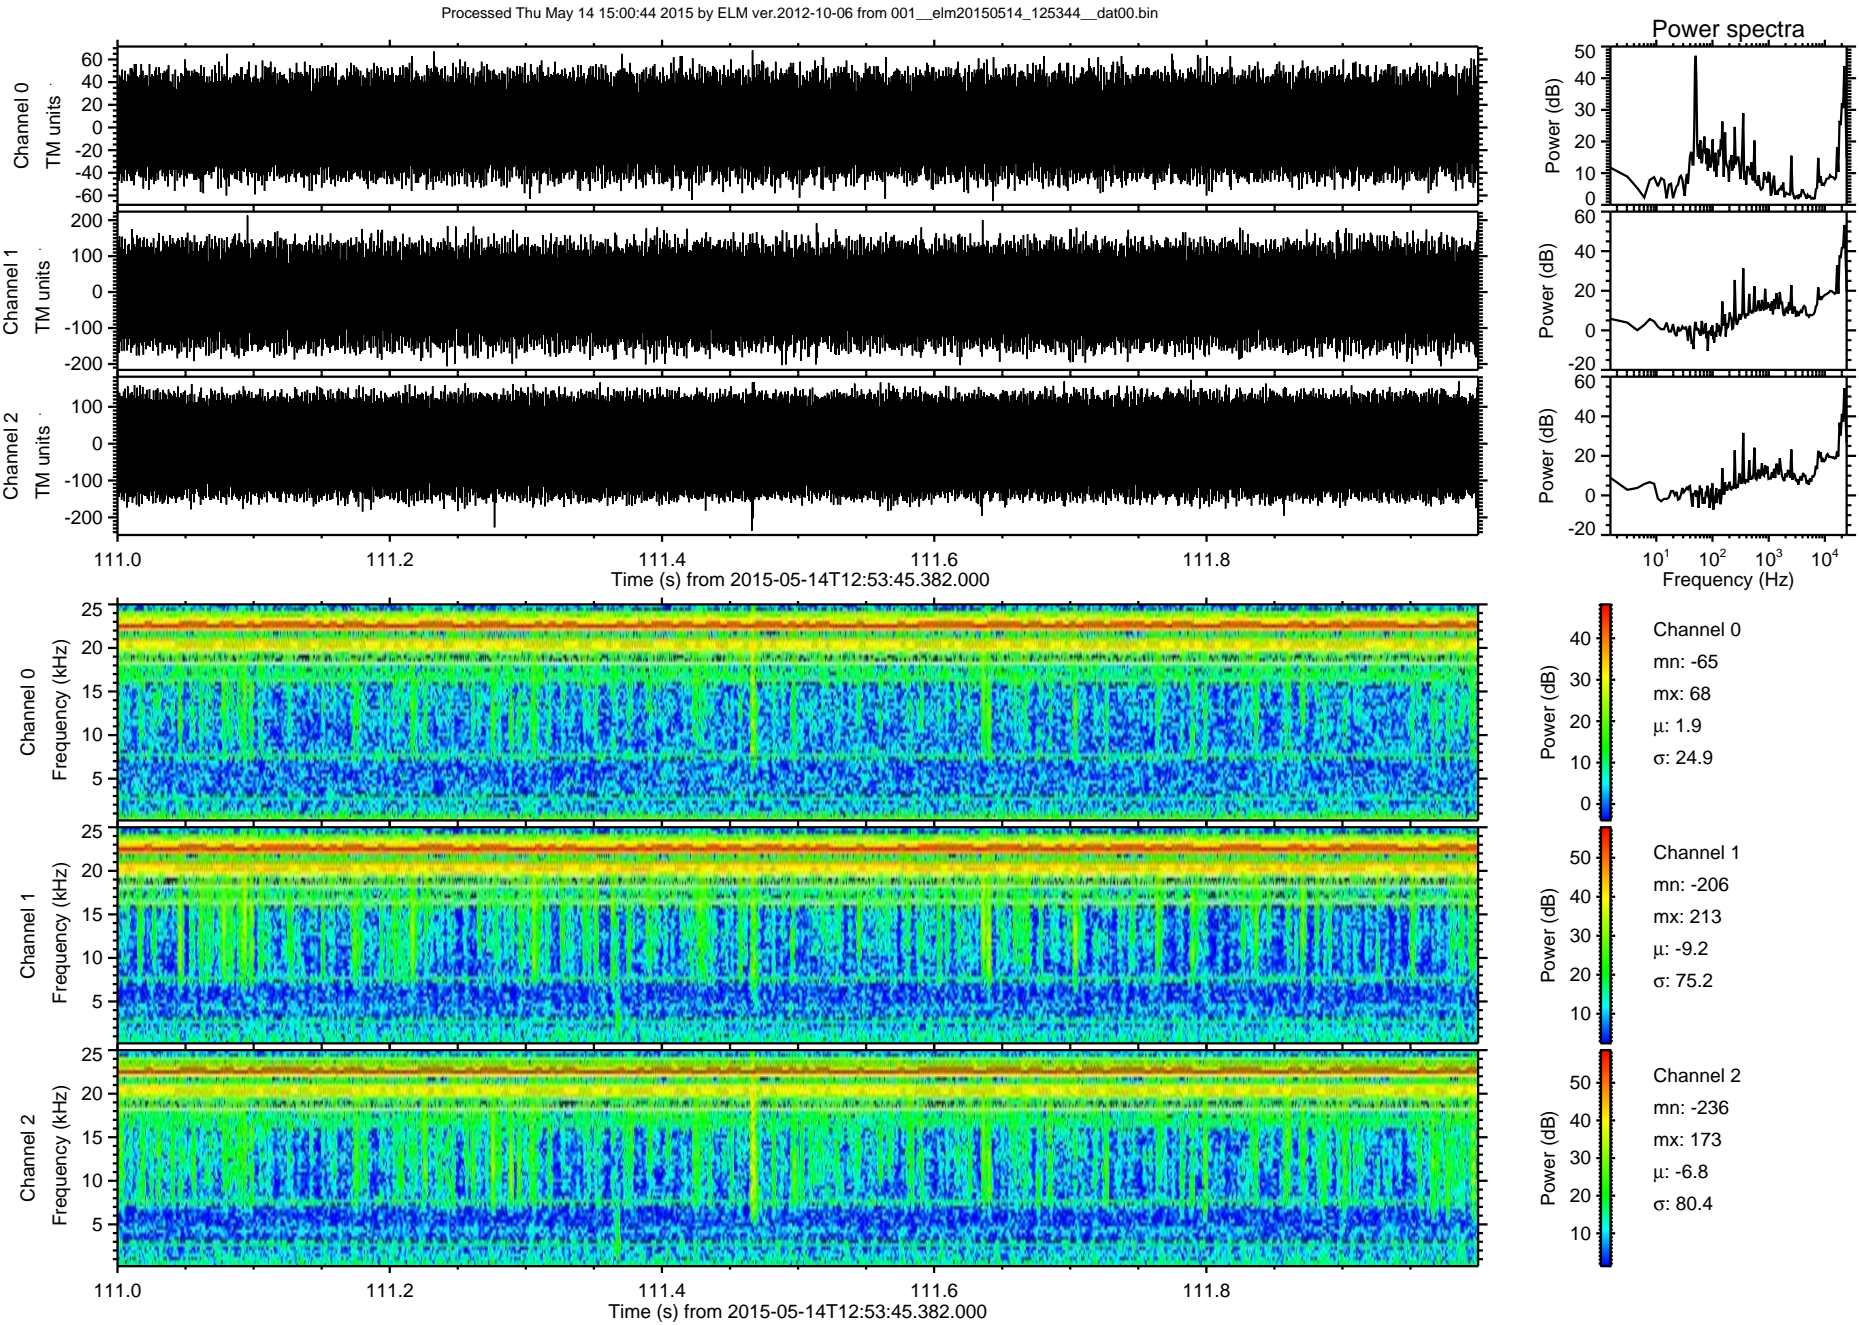 Processed Thu May 14 15:00:44 2015 by ELM ver.2012-10-06 from 001__elm20150514_125344__dat00.bin
Power spectra
Channel 0
TM units
60
40
20
0
-20
-40
-60
Power (dB)
50
40
30
20
10
0
Channel 1
TM units
200
100
0
-100
-200
Power (dB)
60
40
20
0
-20
Channel 2
TM units
100
0
-100
-200
Power (dB)
60
40
20
0
-20
111.0 111.2 111.4 111.6 111.8
Time (s) from 2015-05-14T12:53:45.382.000
10¹ 10² 10³ 10⁴
Frequency (Hz)
Channel 0
Frequency (kHz)
25
20
15
10
5
Power (dB)
40
30
20
10
0
Channel 0
mn: -65
mx: 68
μ: 1.9
σ: 24.9
Channel 1
Frequency (kHz)
25
20
15
10
5
Power (dB)
50
40
30
20
10
Channel 1
mn: -206
mx: 213
μ: -9.2
σ: 75.2
Channel 2
Frequency (kHz)
25
20
15
10
5
Power (dB)
50
40
30
20
10
Channel 2
mn: -236
mx: 173
μ: -6.8
σ: 80.4
111.0 111.2 111.4 111.6 111.8
Time (s) from 2015-05-14T12:53:45.382.000